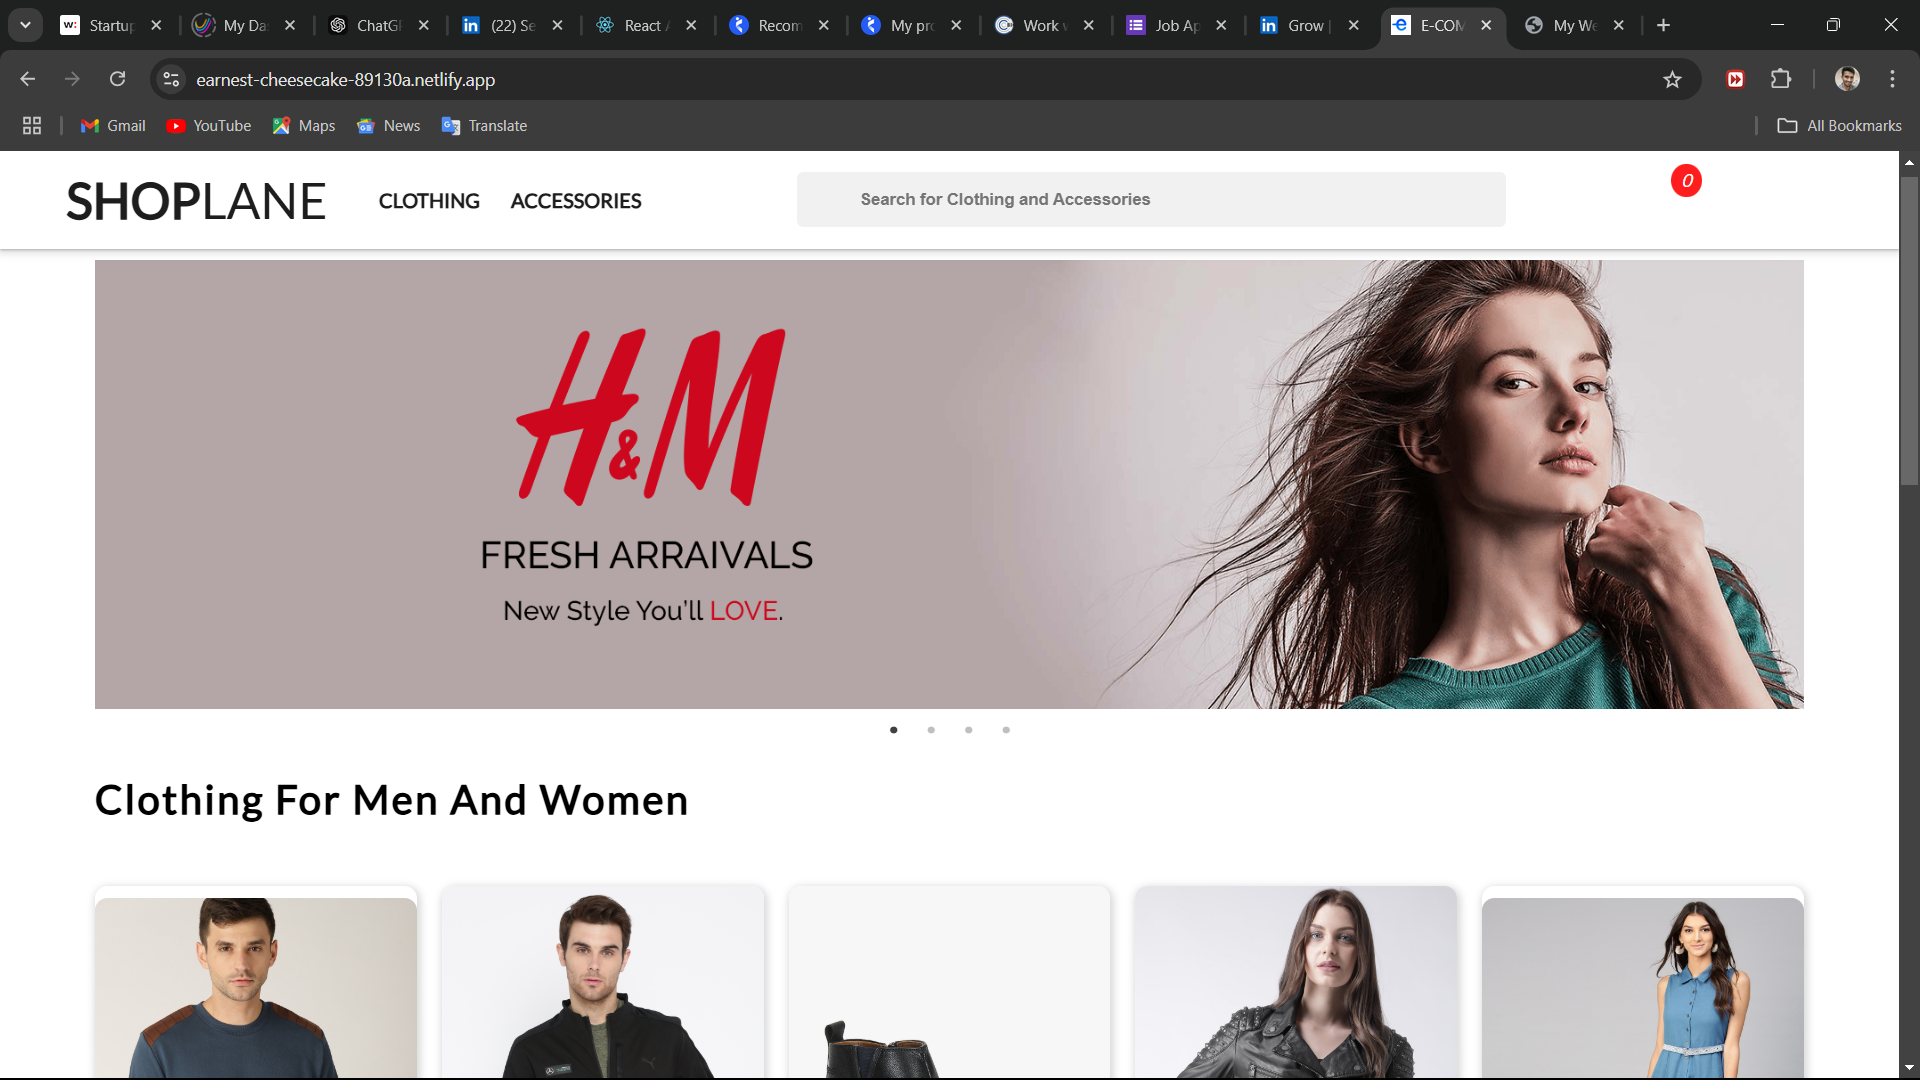 Startup
My Da
ChatGP
(22) Se
React
Recom
My pro
Work
Job Ap
Grow
E-COM
My We
earnest-cheesecake-89130a.netlify.app
Gmail
YouTube
Maps
News
Translate
All Bookmarks
SHOPLANE
CLOTHING
ACCESSORIES
Search for Clothing and Accessories
0
H&M
FRESH ARRAIVALS
New Style You'll LOVE.
Clothing For Men And Women